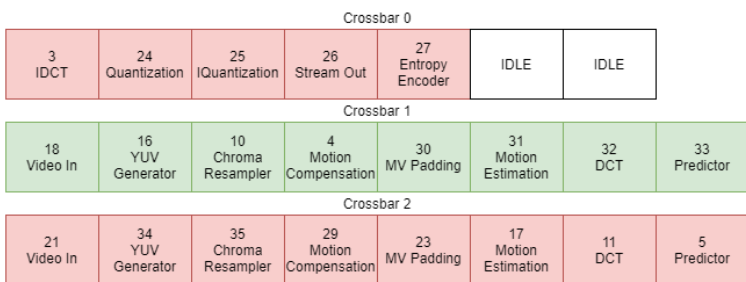 Crossbar 0
3 24 25 26 27
IDCT Quantization IQuantization Stream Out Entropy Encoder IDLE IDLE
Crossbar 1
18 16 10 4 30 31 32 33
Video In YUV Generator Chroma Resampler Motion Compensation MV Padding Motion Estimation DCT Predictor
Crossbar 2
21 34 35 29 23 17 11 5
Video In YUV Generator Chroma Resampler Motion Compensation MV Padding Motion Estimation DCT Predictor